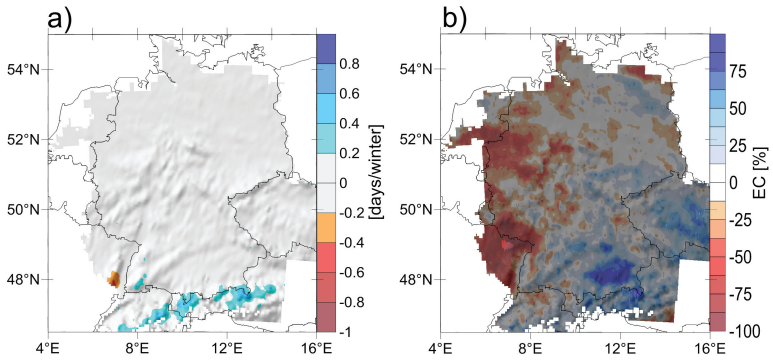 a)
b)
54°N
52°N
50°N
48°N
4°E
8°E
12°E
16°E
0.8
0.6
0.4
0.2
0
-0.2
-0.4
-0.6
-0.8
-1
[days/winter]
54°N
52°N
50°N
48°N
4°E
8°E
12°E
16°E
75
50
25
0
-25
-50
-75
-100
EC [%]